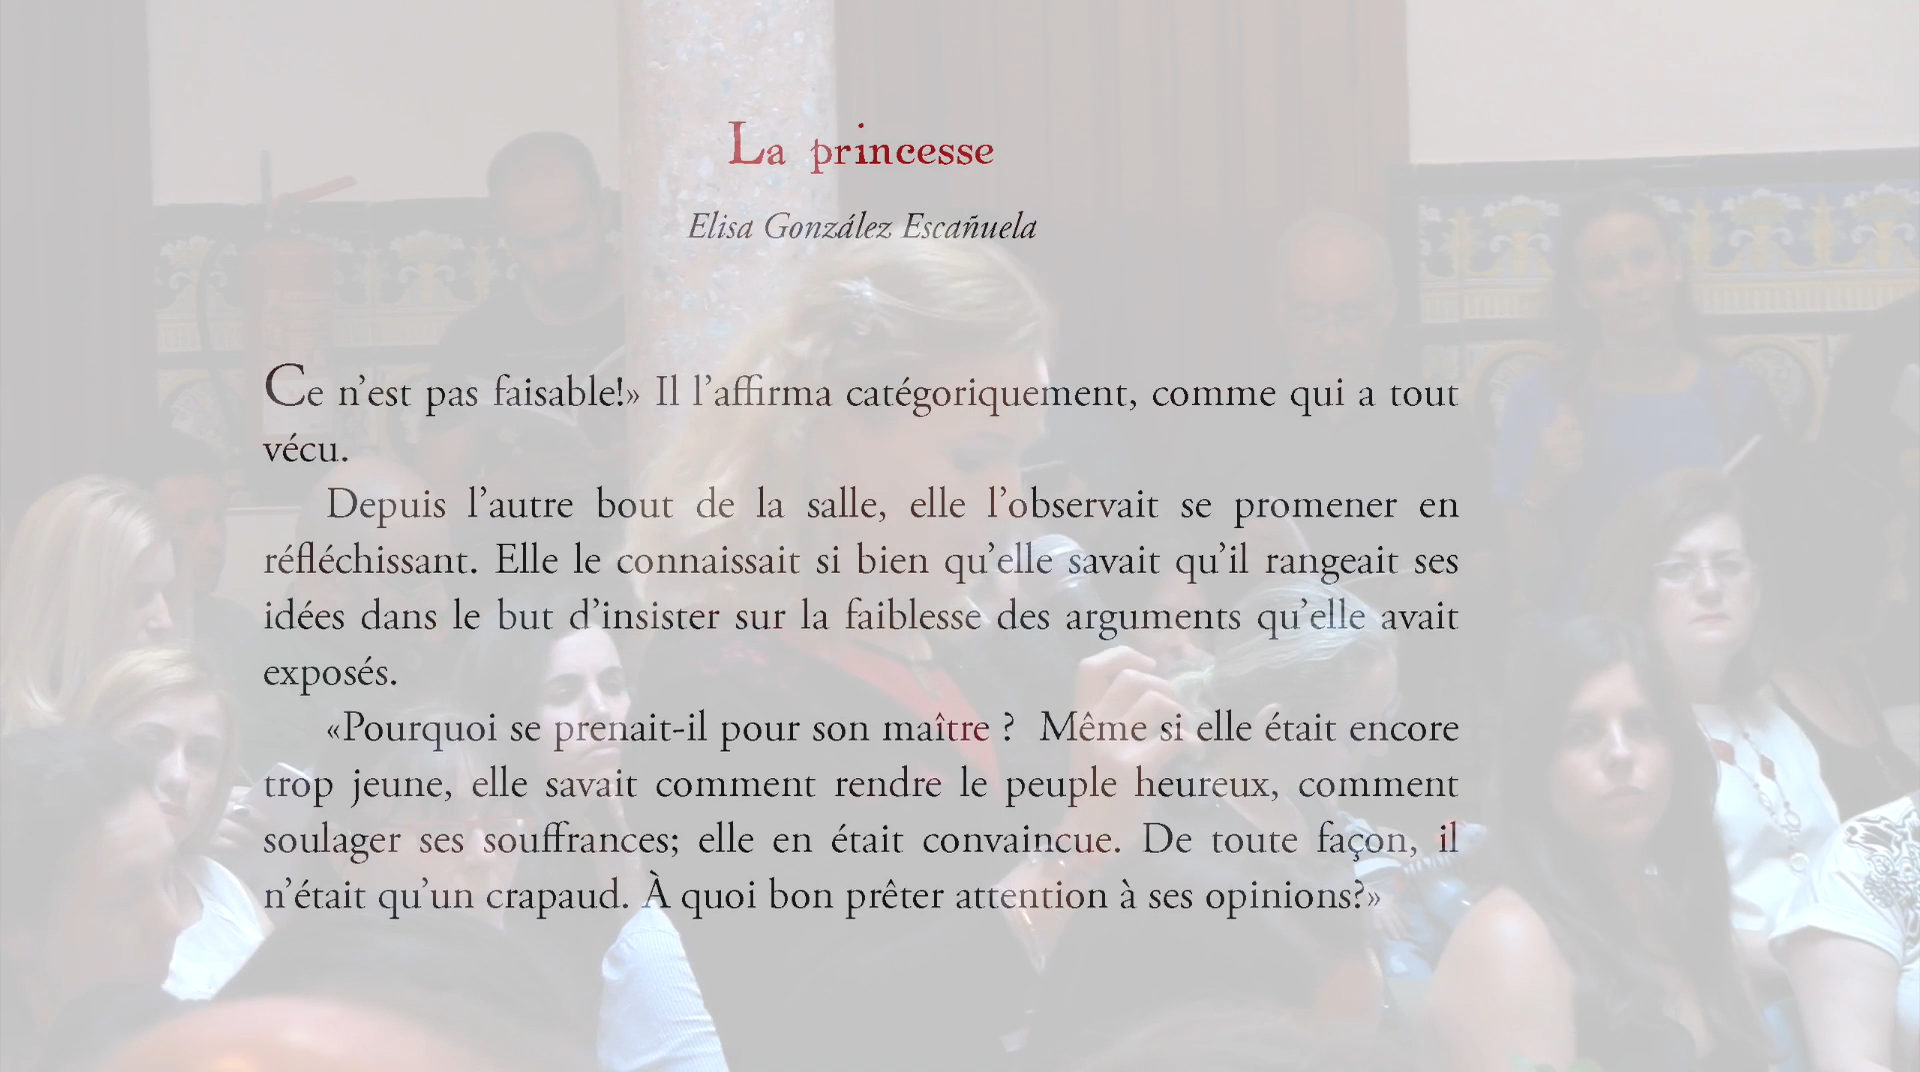 La princesse
Elisa González Escañuela
Ce n’est pas faisable!» Il l’affirma catégoriquement, comme qui a tout
vécu.
Depuis l’autre bout de la salle, elle l’observait se promener en
réfléchissant. Elle le connaissait si bien qu’elle savait qu’il rangeait ses
idées dans le but d’insister sur la faiblesse des arguments qu’elle avait
exposés.
«Pourquoi se prenait-il pour son maître ?  Même si elle était encore
trop jeune, elle savait comment rendre le peuple heureux, comment
soulager ses souffrances; elle en était convaincue. De toute façon, il
n’était qu’un crapaud. À quoi bon prêter attention à ses opinions?»